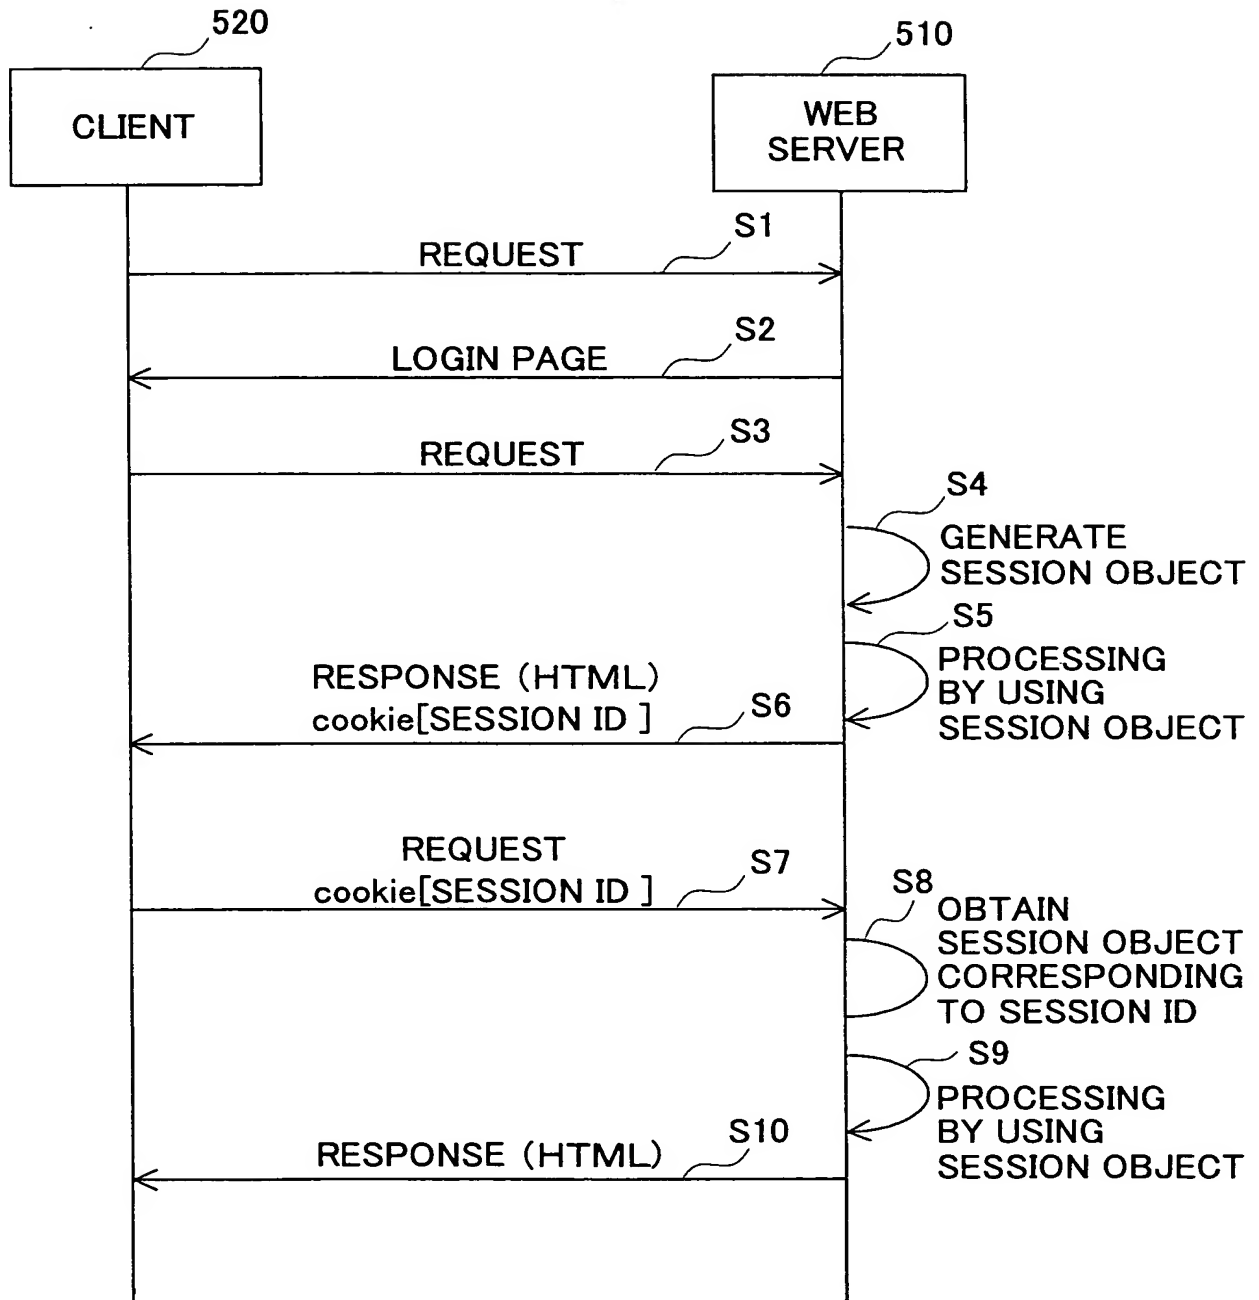 520
510
CLIENT
WEB
SERVER
S1
REQUEST
S2
LOGIN PAGE
S3
REQUEST
S4
GENERATE
SESSION OBJECT
S5
PROCESSING
BY USING
SESSION OBJECT
RESPONSE (HTML)
cookie[SESSION ID ]
S6
REQUEST
cookie[SESSION ID ]
S7
S8
OBTAIN
SESSION OBJECT
CORRESPONDING
TO SESSION ID
S9
PROCESSING
BY USING
SESSION OBJECT
S10
RESPONSE (HTML)